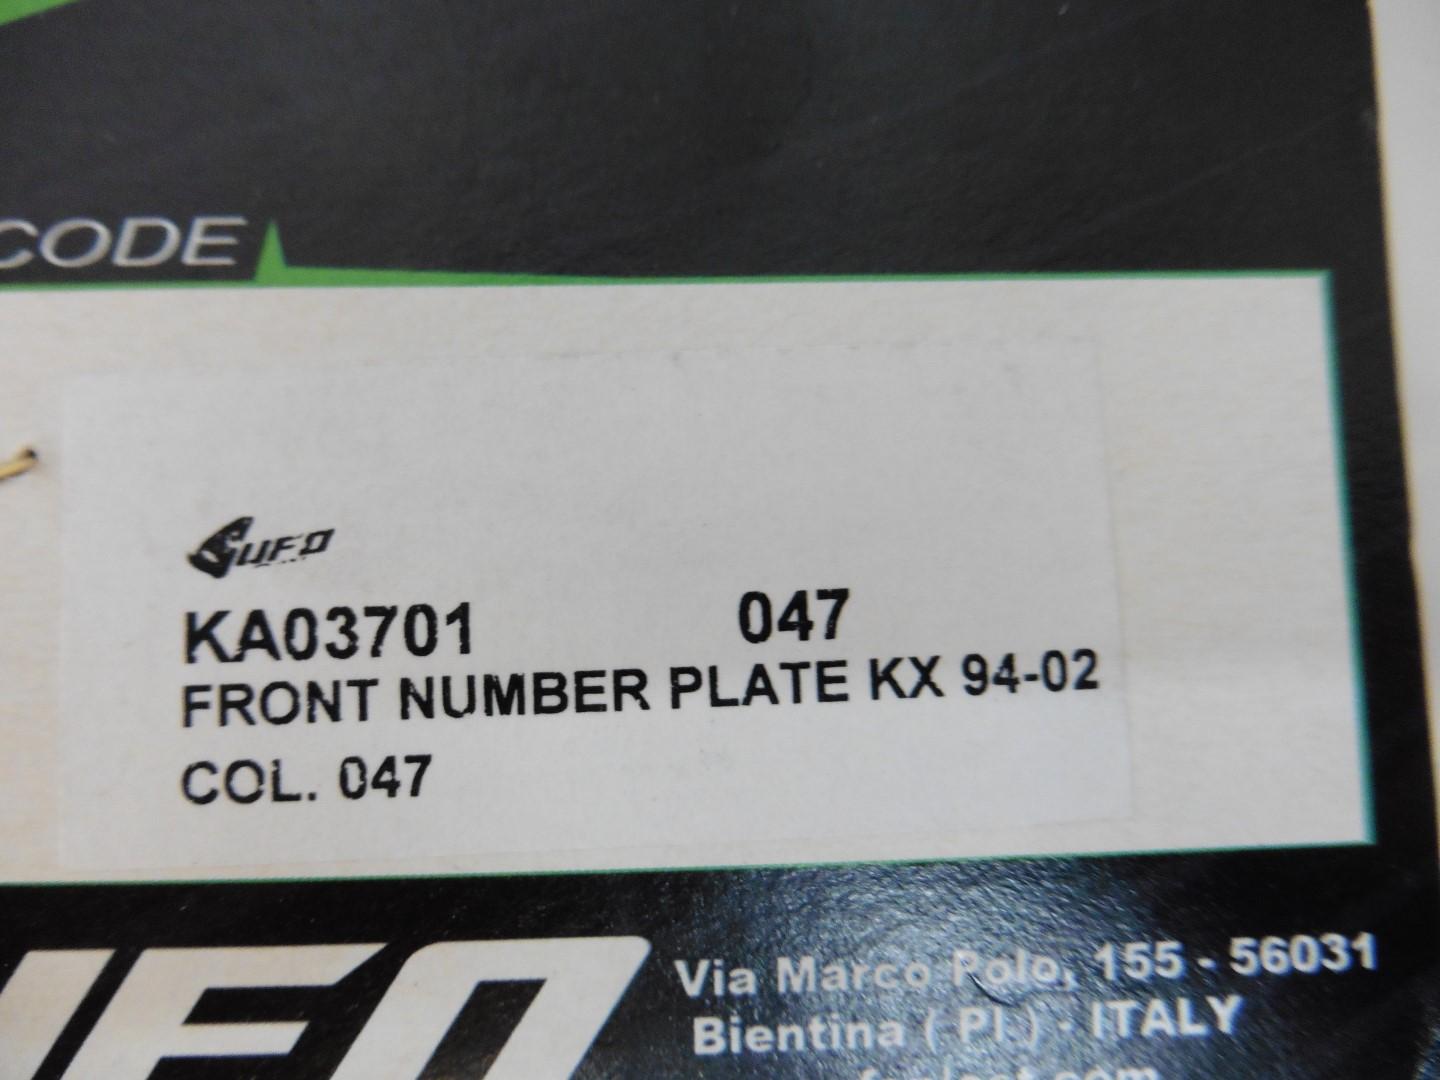 CODE
UFO
KA03701 047
FRONT NUMBER PLATE KX 94-02
COL. 047
UFO
Via Marco Polo, 155 - 56031
Bientina ( PI ) - ITALY